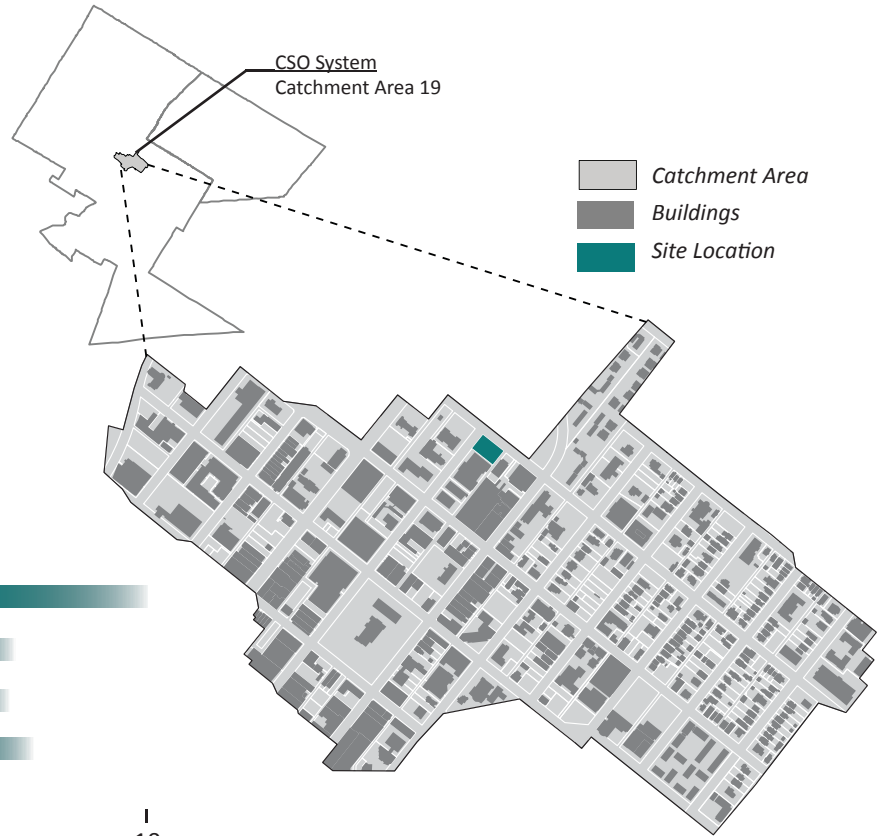 CSO System
Catchment Area 19
Catchment Area
Buildings
Site Location